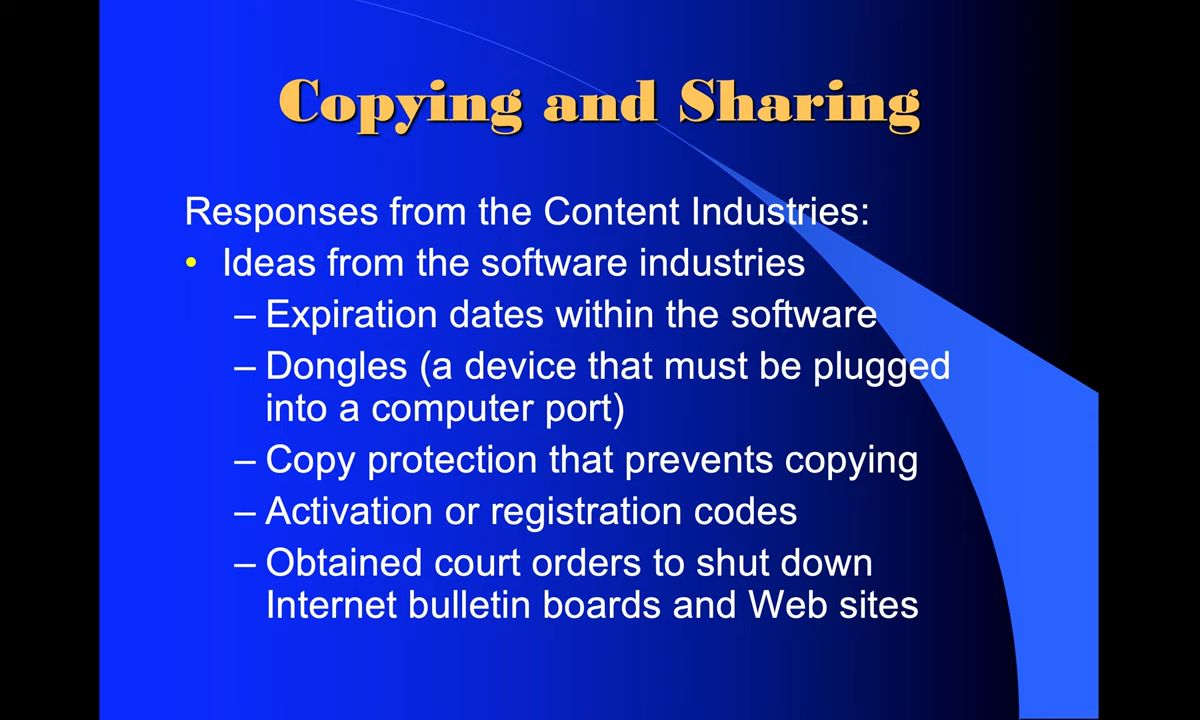 Copying and Sharing
Responses from the Content Industries:
• Ideas from the software industries
– Expiration dates within the software
– Dongles (a device that must be plugged
into a computer port)
– Copy protection that prevents copying
– Activation or registration codes
– Obtained court orders to shut down
Internet bulletin boards and Web sites